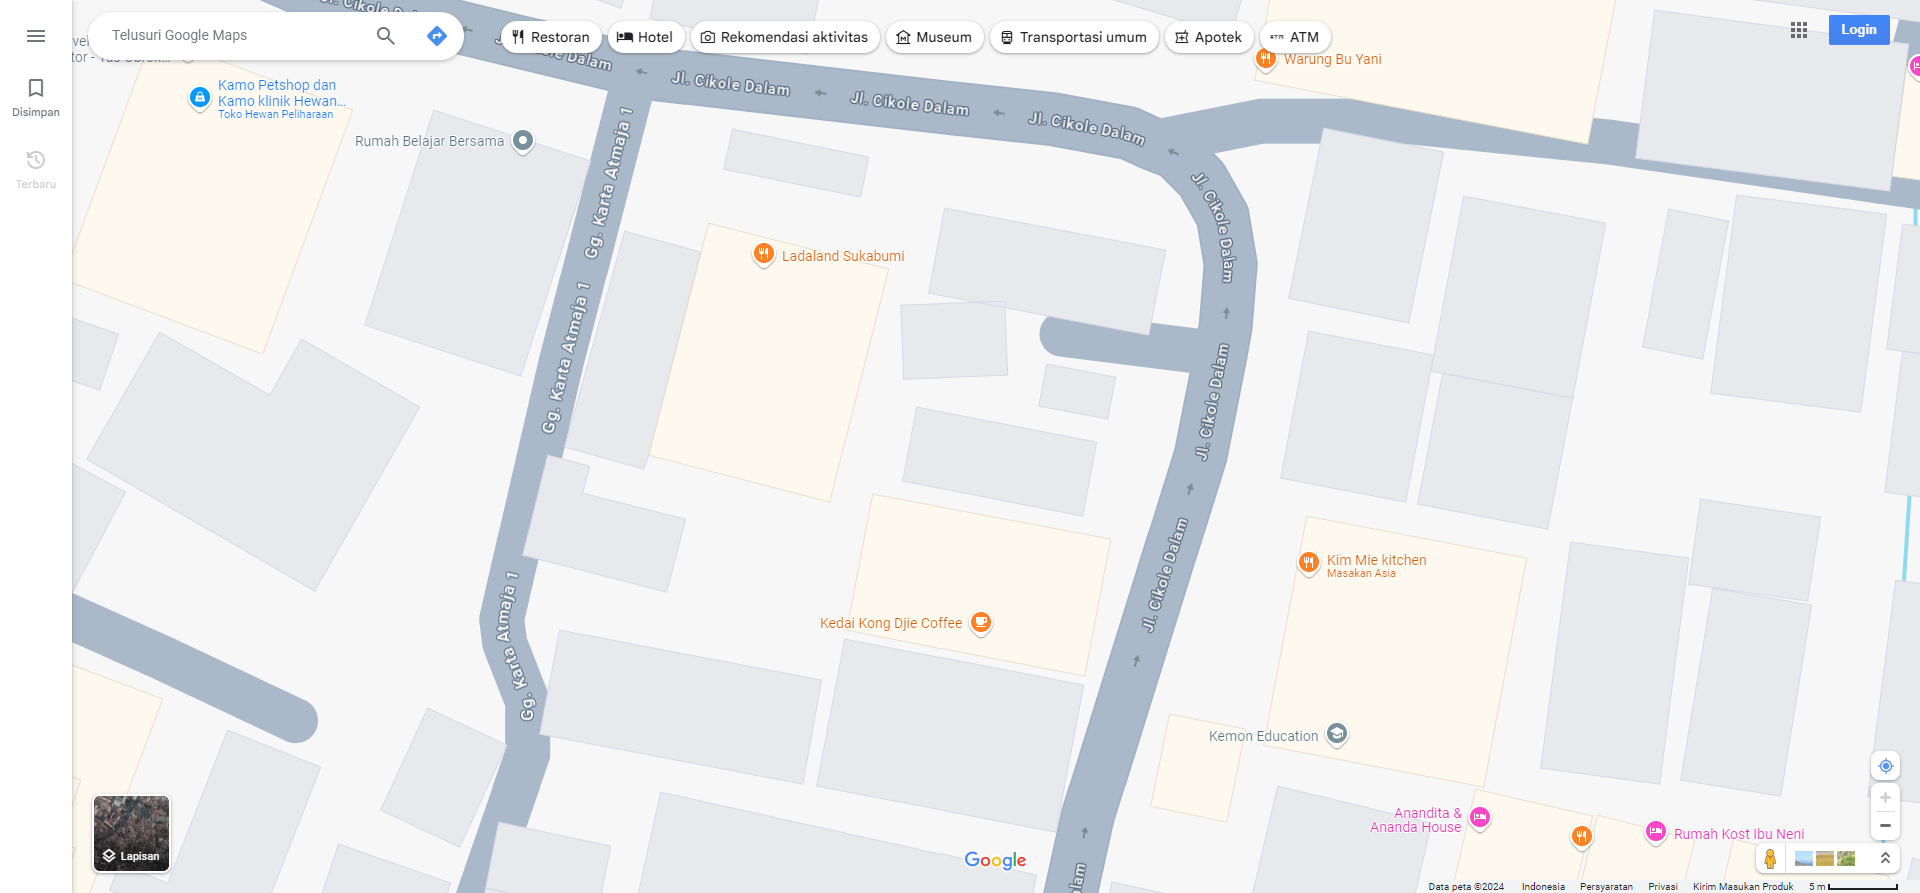 Telusuri Google Maps
Restoran
Hotel
Rekomendasi aktivitas
Museum
Transportasi umum
Apotek
ATM
Login
Disimpan
Terbaru
Kamo Petshop dan
Kamo klinik Hewan...
Toko Hewan Peliharaan
Rumah Belajar Bersama
Warung Bu Yani
Jl. Cikole Dalam
Jl. Cikole Dalam
Jl. Cikole Dalam
Jl. Cikole Dalam
Jl. Cikole Dalam
Jl. Cikole Dalam
Gg. Karta Atmaja 1
Gg. Karta Atmaja 1
Gg. Karta Atmaja 1
Ladaland Sukabumi
Kim Mie kitchen
Masakan Asia
Kedai Kong Djie Coffee
Kemon Education
Anandita &
Ananda House
Rumah Kost Ibu Neni
Lapisan
Google
Data peta ©2024
Indonesia
Persyaratan
Privasi
Kirim Masukan Produk
5 m